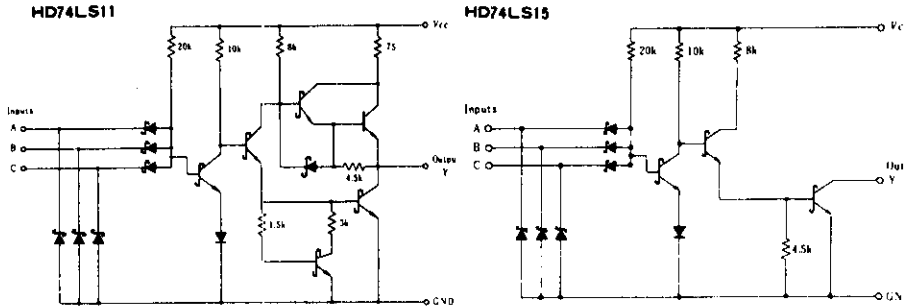 HD74LS11
Vcc
20k
10k
8k
75
Inputs
A
B
C
4.5k
Output
Y
1.5k
3k
GND
HD74LS15
Vc
20k
10k
8k
Inputs
A
B
C
Out
Y
4.5k
GN